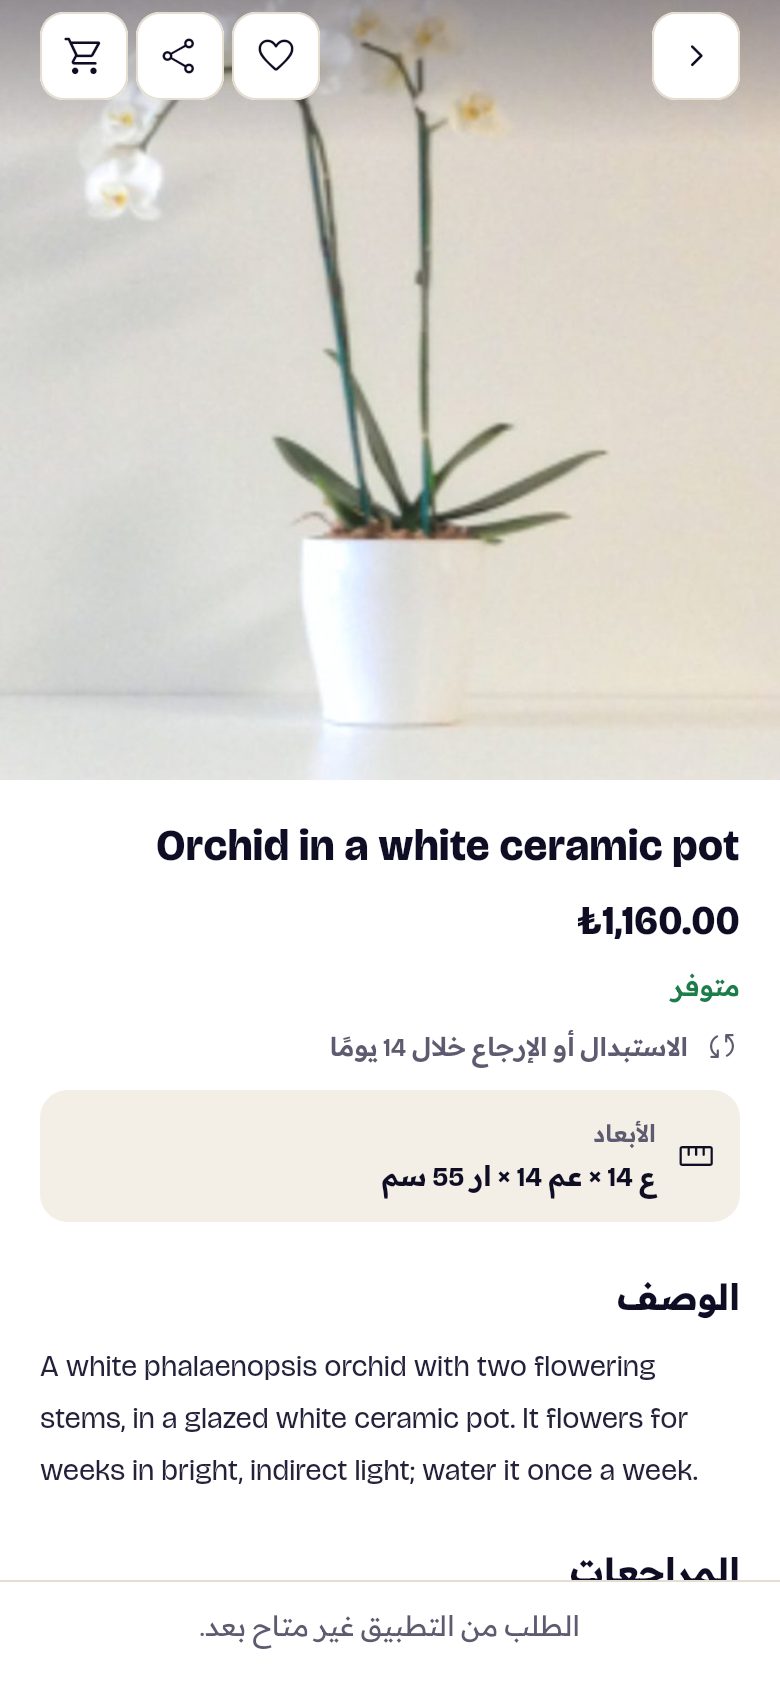 Orchid in a white ceramic pot
₺1,160.00
متوفر
الاستبدال أو الإرجاع خلال 14 يومًا
الأبعاد
ع 14 × عم 14 × ار 55 سم
الوصف
A white phalaenopsis orchid with two flowering
stems, in a glazed white ceramic pot. It flowers for
weeks in bright, indirect light; water it once a week.
المراجعات
الطلب من التطبيق غير متاح بعد.